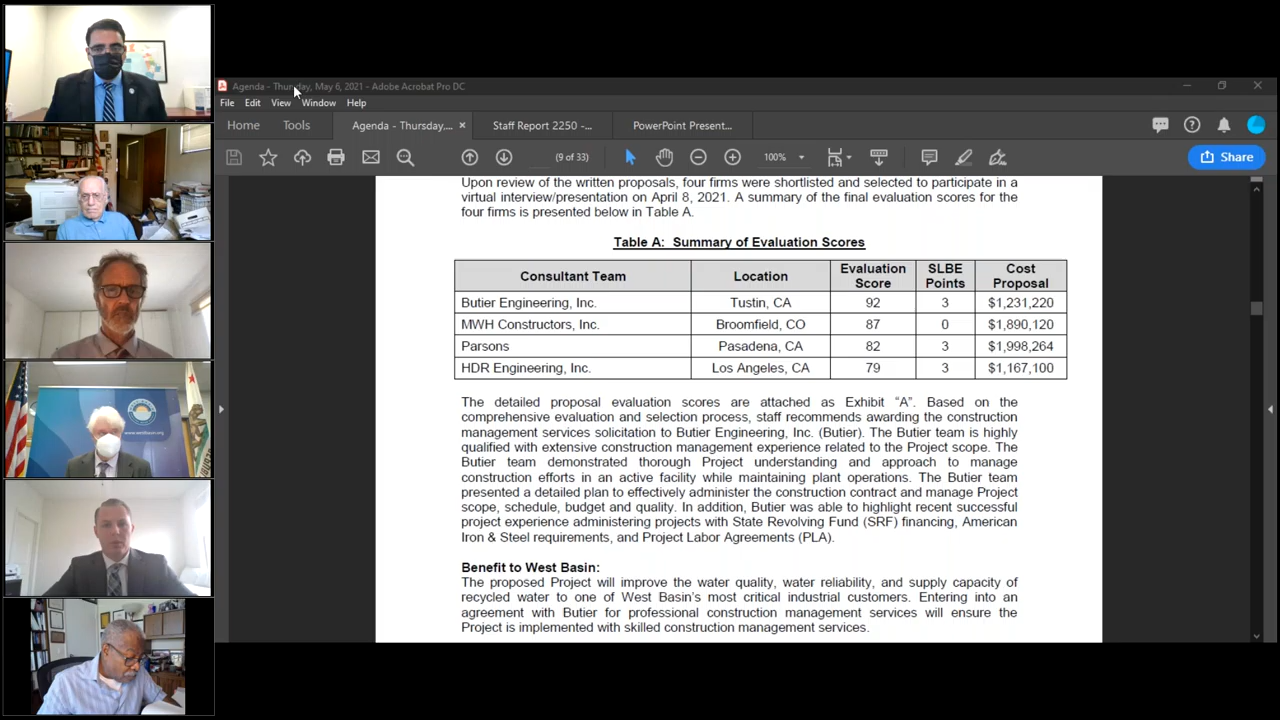 Agenda - Thursday, May 6, 2021 - Adobe Acrobat Pro DC
File Edit View Window Help
Home Tools Agenda - Thursday,... × Staff Report 2250 -... PowerPoint Present...
(9 of 33) 100% Share
Upon review of the written proposals, four firms were shortlisted and selected to participate in a
virtual interview/presentation on April 8, 2021. A summary of the final evaluation scores for the
four firms is presented below in Table A.
Table A: Summary of Evaluation Scores
Consultant Team Location Evaluation Score SLBE Points Cost Proposal
Butier Engineering, Inc. Tustin, CA 92 3 $1,231,220
MWH Constructors, Inc. Broomfield, CO 87 0 $1,890,120
Parsons Pasadena, CA 82 3 $1,998,264
HDR Engineering, Inc. Los Angeles, CA 79 3 $1,167,100
The detailed proposal evaluation scores are attached as Exhibit “A”. Based on the
comprehensive evaluation and selection process, staff recommends awarding the construction
management services solicitation to Butier Engineering, Inc. (Butier). The Butier team is highly
qualified with extensive construction management experience related to the Project scope. The
Butier team demonstrated thorough Project understanding and approach to manage
construction efforts in an active facility while maintaining plant operations. The Butier team
presented a detailed plan to effectively administer the construction contract and manage Project
scope, schedule, budget and quality. In addition, Butier was able to highlight recent successful
project experience administering projects with State Revolving Fund (SRF) financing, American
Iron & Steel requirements, and Project Labor Agreements (PLA).
Benefit to West Basin:
The proposed Project will improve the water quality, water reliability, and supply capacity of
recycled water to one of West Basin’s most critical industrial customers. Entering into an
agreement with Butier for professional construction management services will ensure the
Project is implemented with skilled construction management services.